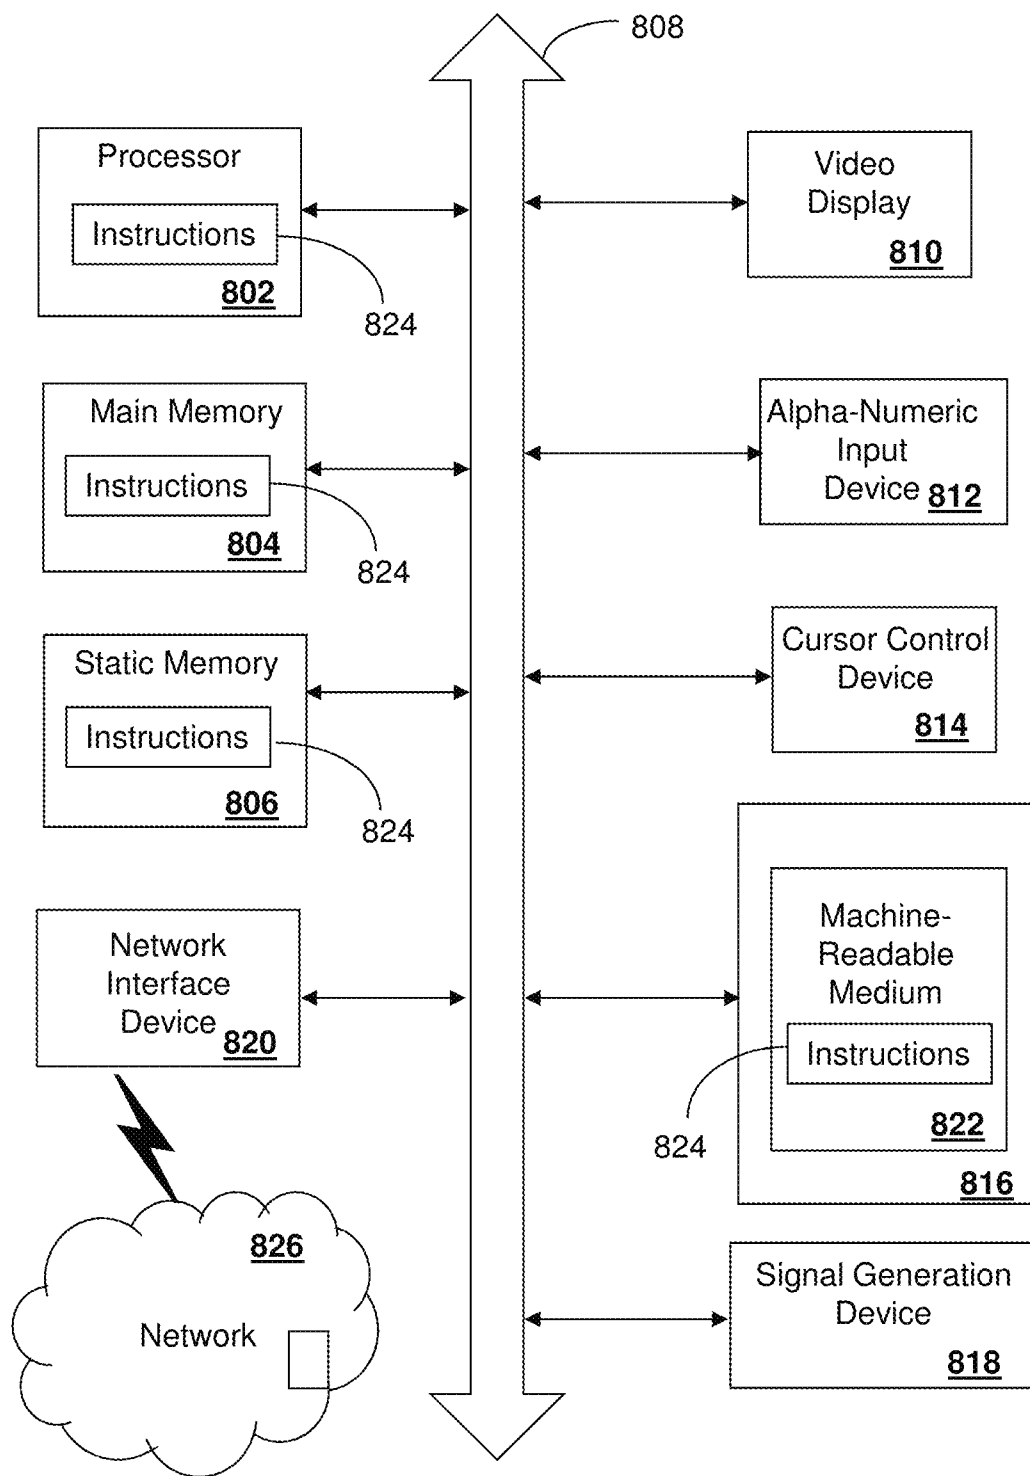 808
Processor
Instructions
802
824
Main Memory
Instructions
804
824
Static Memory
Instructions
806
824
Network
Interface
Device
820
826
Network
Video
Display
810
Alpha-Numeric
Input
Device
812
Cursor Control
Device
814
Machine-
Readable
Medium
Instructions
822
824
816
Signal Generation
Device
818